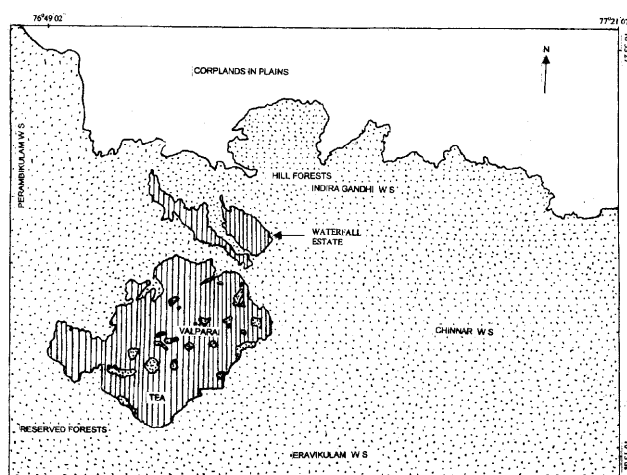 76°49 02"
77°21 0
N
CORPLANDS IN PLAINS
PERAMBIKULAM W S
HILL FORESTS
INDIRA GANDHI W S
WATERFALL
ESTATE
VALPARAI
CHINNAR W S
TEA
RESERVED FORESTS
ERAVIKULAM W S